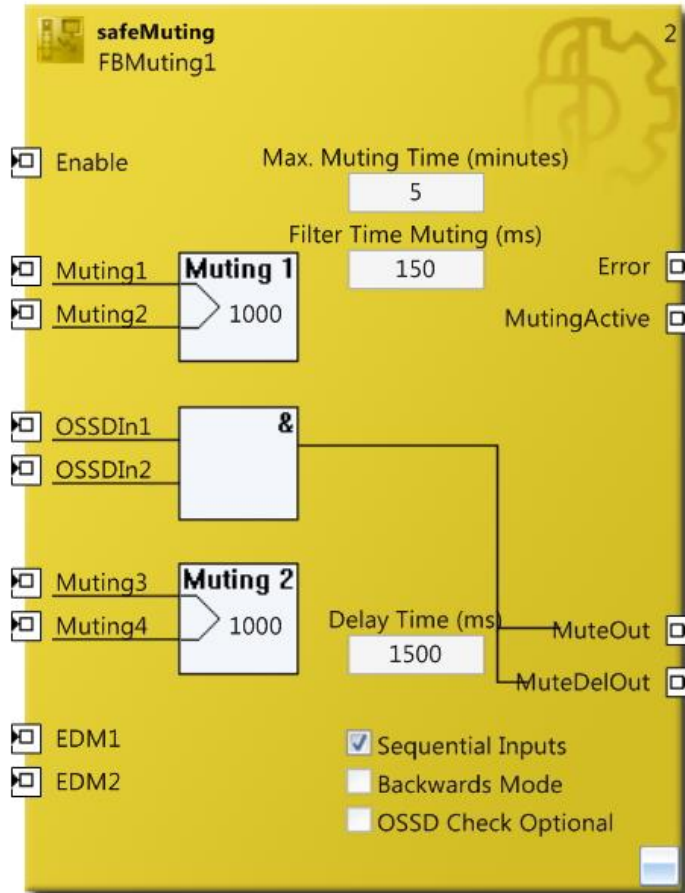 safeMuting
2
FBMuting1
Enable
Max. Muting Time (minutes)
5
Filter Time Muting (ms)
150
Muting1
Muting2
Muting 1
1000
Error
MutingActive
OSSDIn1
OSSDIn2
&
Muting3
Muting4
Muting 2
1000
Delay Time (ms)
1500
MuteOut
MuteDelOut
EDM1
EDM2
Sequential Inputs
Backwards Mode
OSSD Check Optional